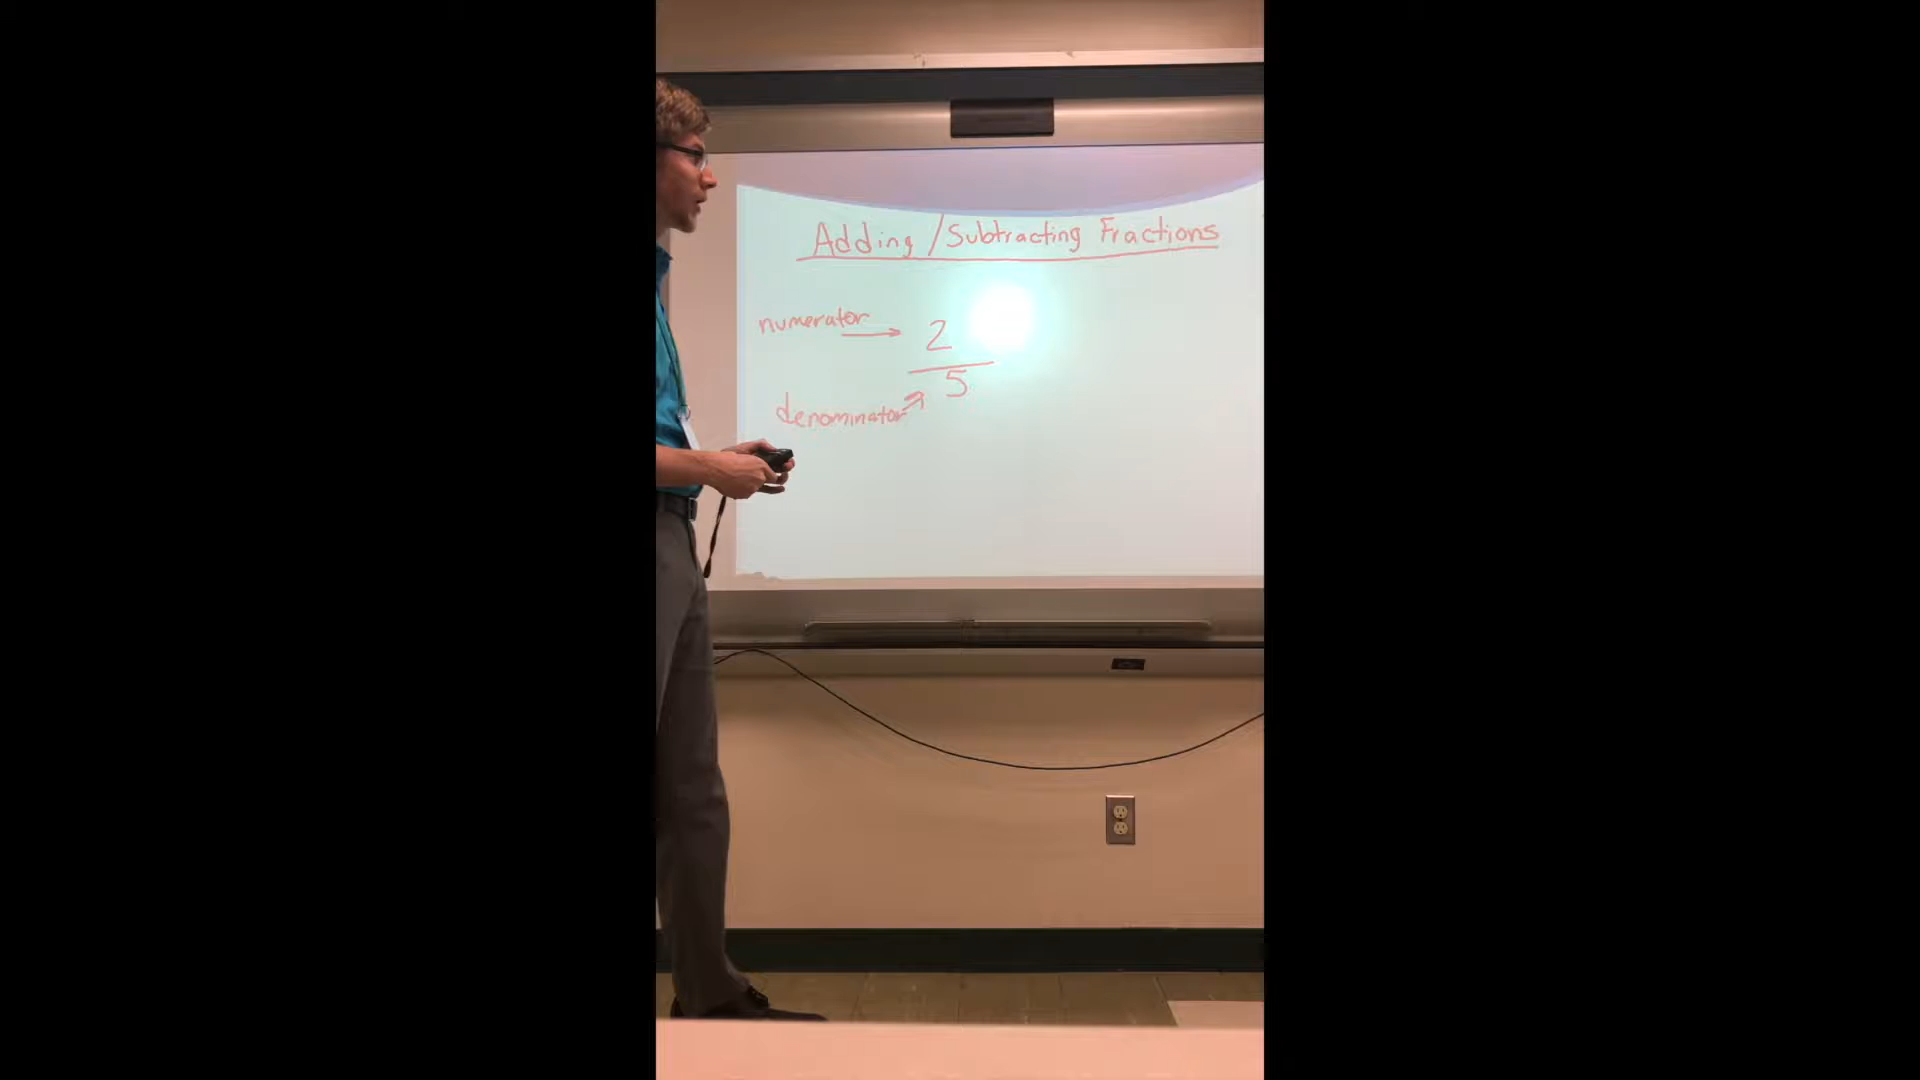 Adding / Subtracting Fractions
numerator → 2
5
denominator